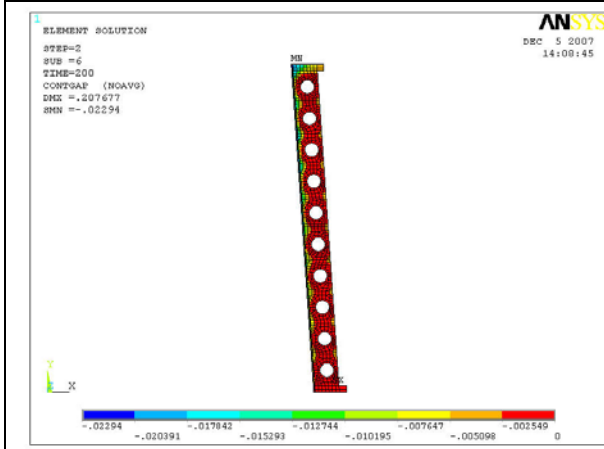 1
ELEMENT SOLUTION
STEP=2
SUB =6
TIME=200
CONTGAP (NOAVG)
DMX =.207677
SMN =-.02294
ANSYS
DEC 5 2007
14:08:45
MN
X
Y
Z X
-.02294 -.017842 -.012744 -.007647 -.002549
-.020391 -.015293 -.010195 -.005098 0